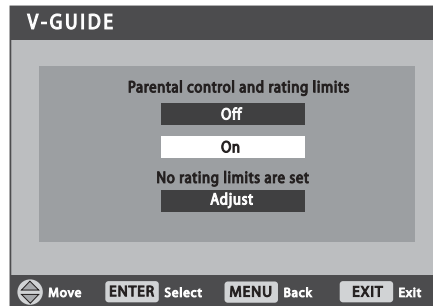 V-GUIDE
Parental control and rating limits
Off
On
No rating limits are set
Adjust
Move ENTER Select MENU Back EXIT Exit